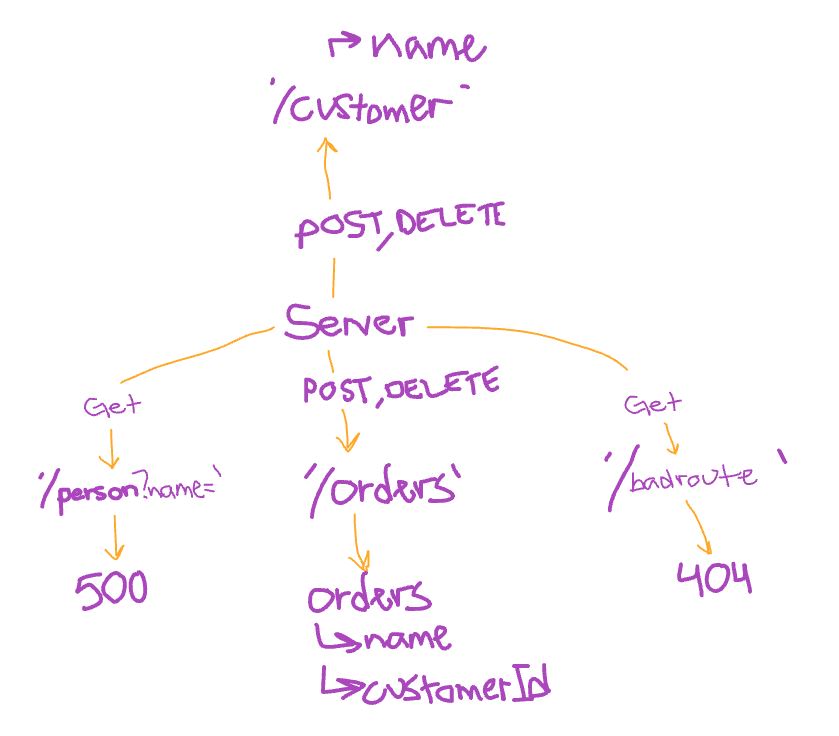 name
'/customer'
POST, DELETE
Server
POST, DELETE
Get
Get
'/person?name='
'/orders'
'/badroute'
500
orders
404
name
customerId